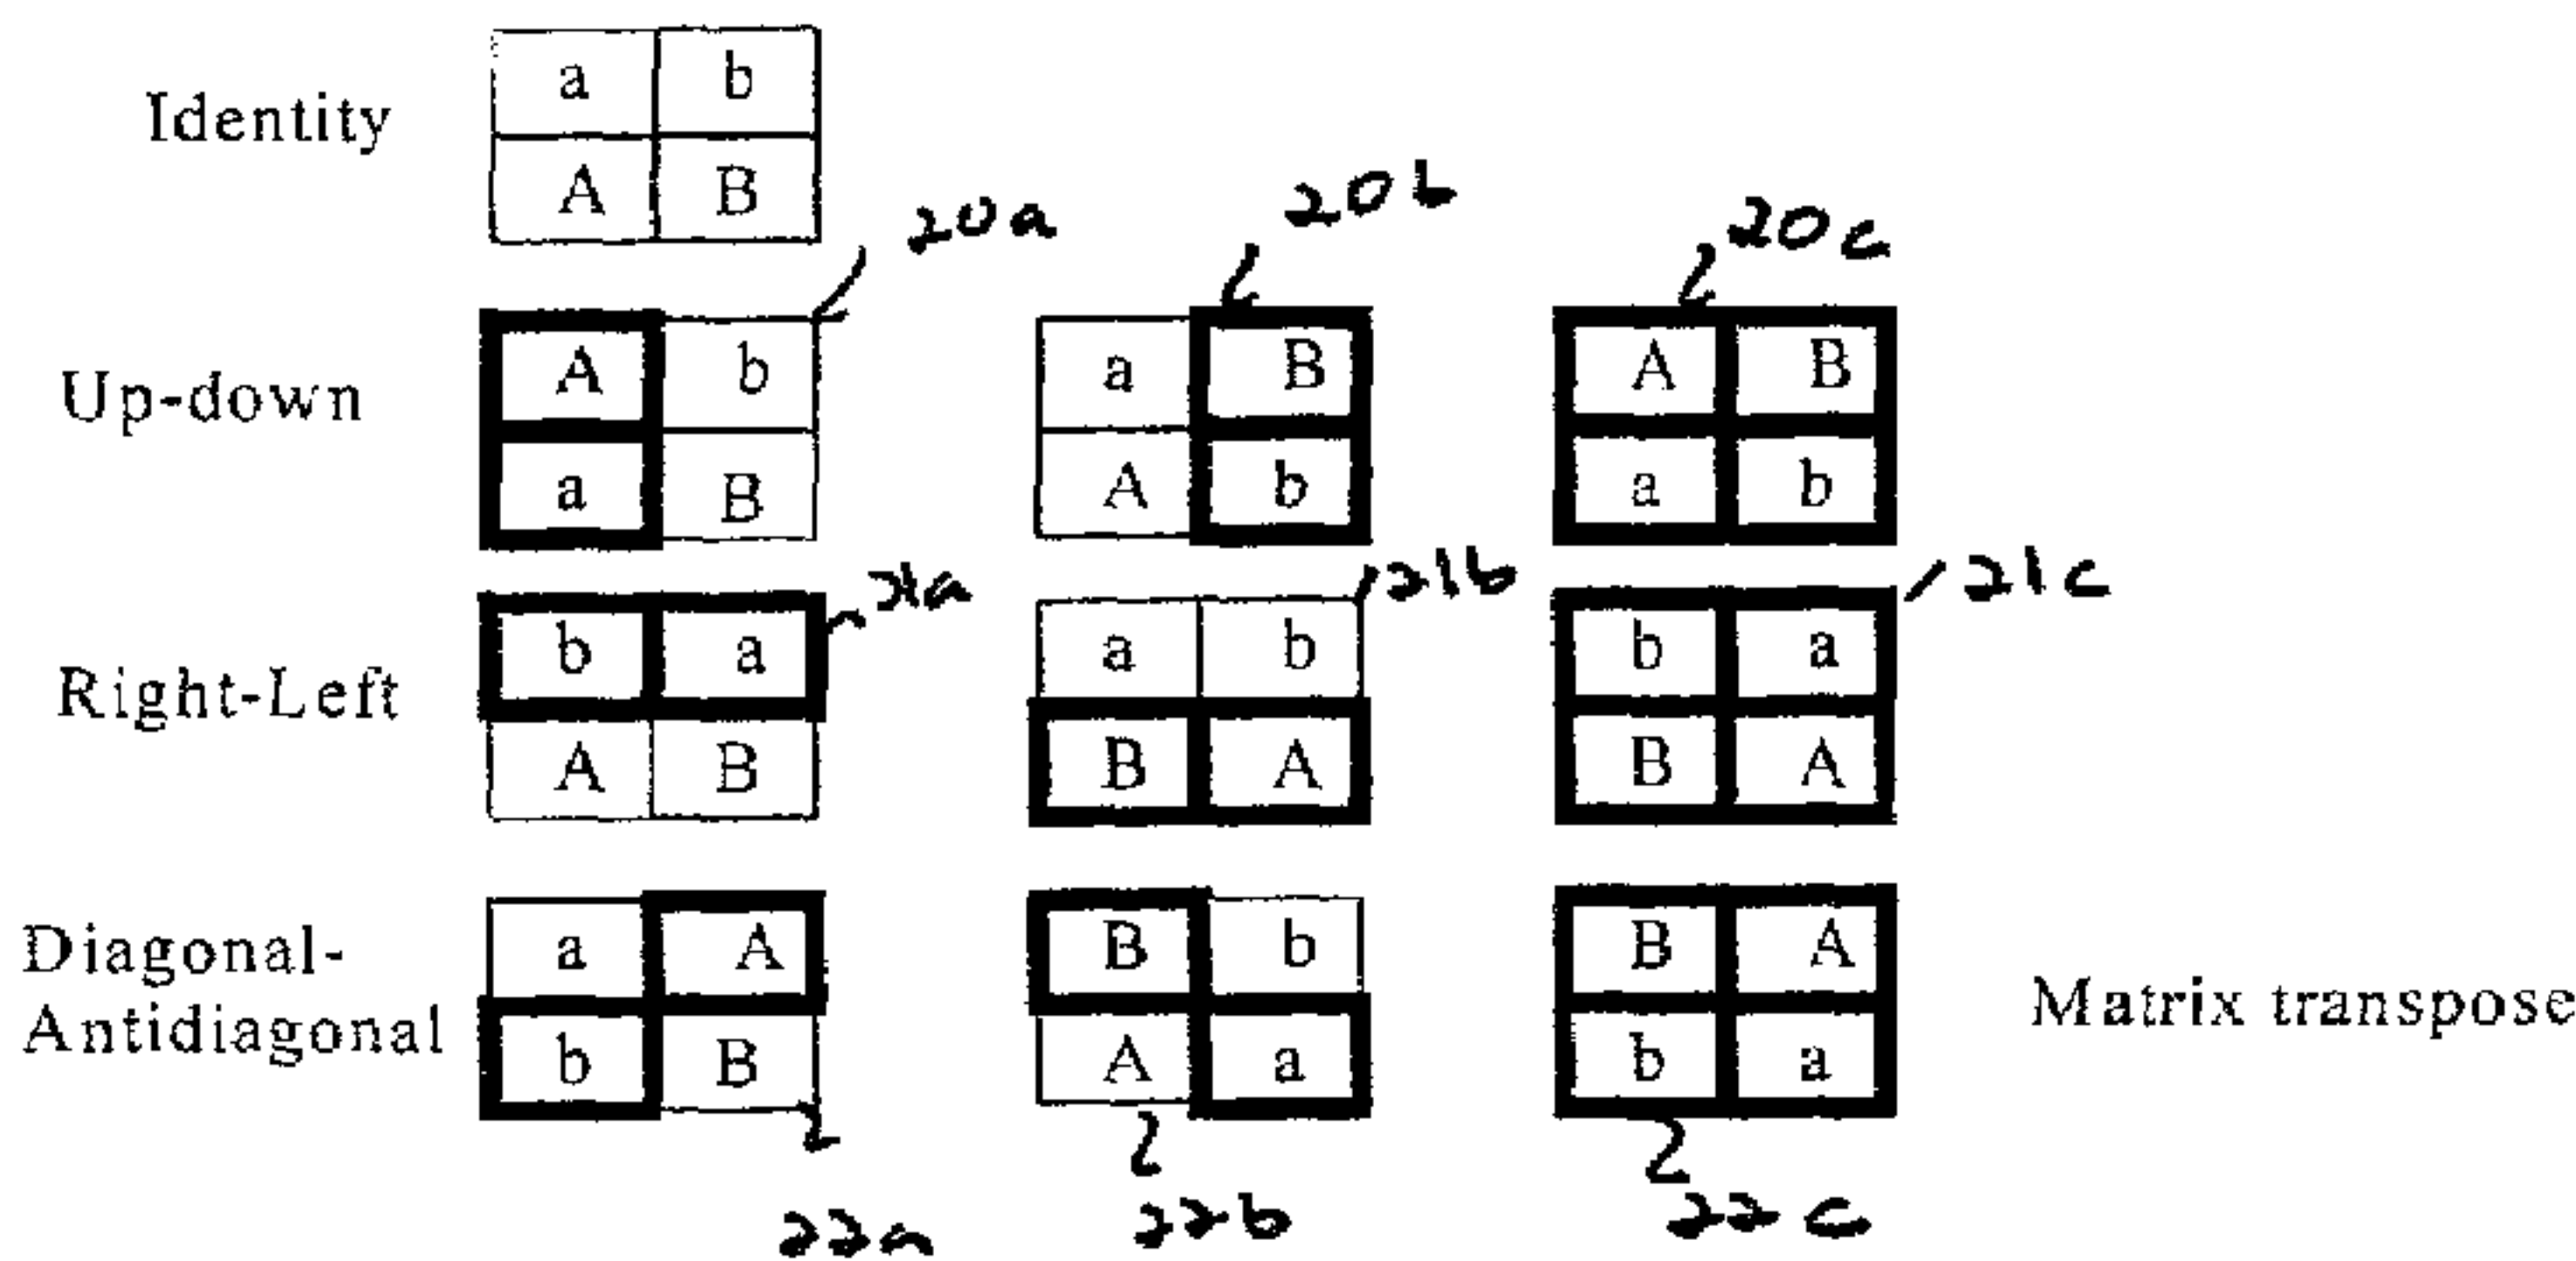 Identity
a b
A B
20a
20b
20c
Up-down
A b
a B
a B
A b
A B
a b
21a
21b
21c
Right-Left
b a
A B
a b
B A
b a
B A
Diagonal-
Antidiagonal
a A
b B
B b
A a
B A
b a
Matrix transpose
22a
22b
22c